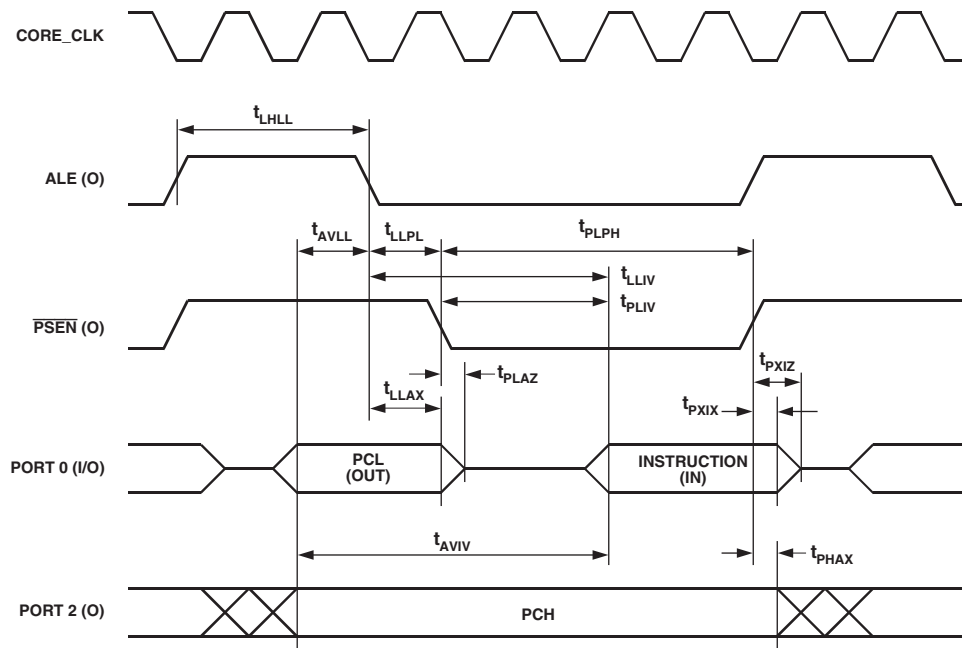 CORE_CLK
tLHLL
ALE (O)
tAVLL
tLLPL
tPLPH
tLLIV
tPLIV
PSEN (O)
tPXIZ
tPLAZ
tLLAX
tPXIX
PORT 0 (I/O)
PCL
(OUT)
INSTRUCTION
(IN)
tAVIV
tPHAX
PORT 2 (O)
PCH